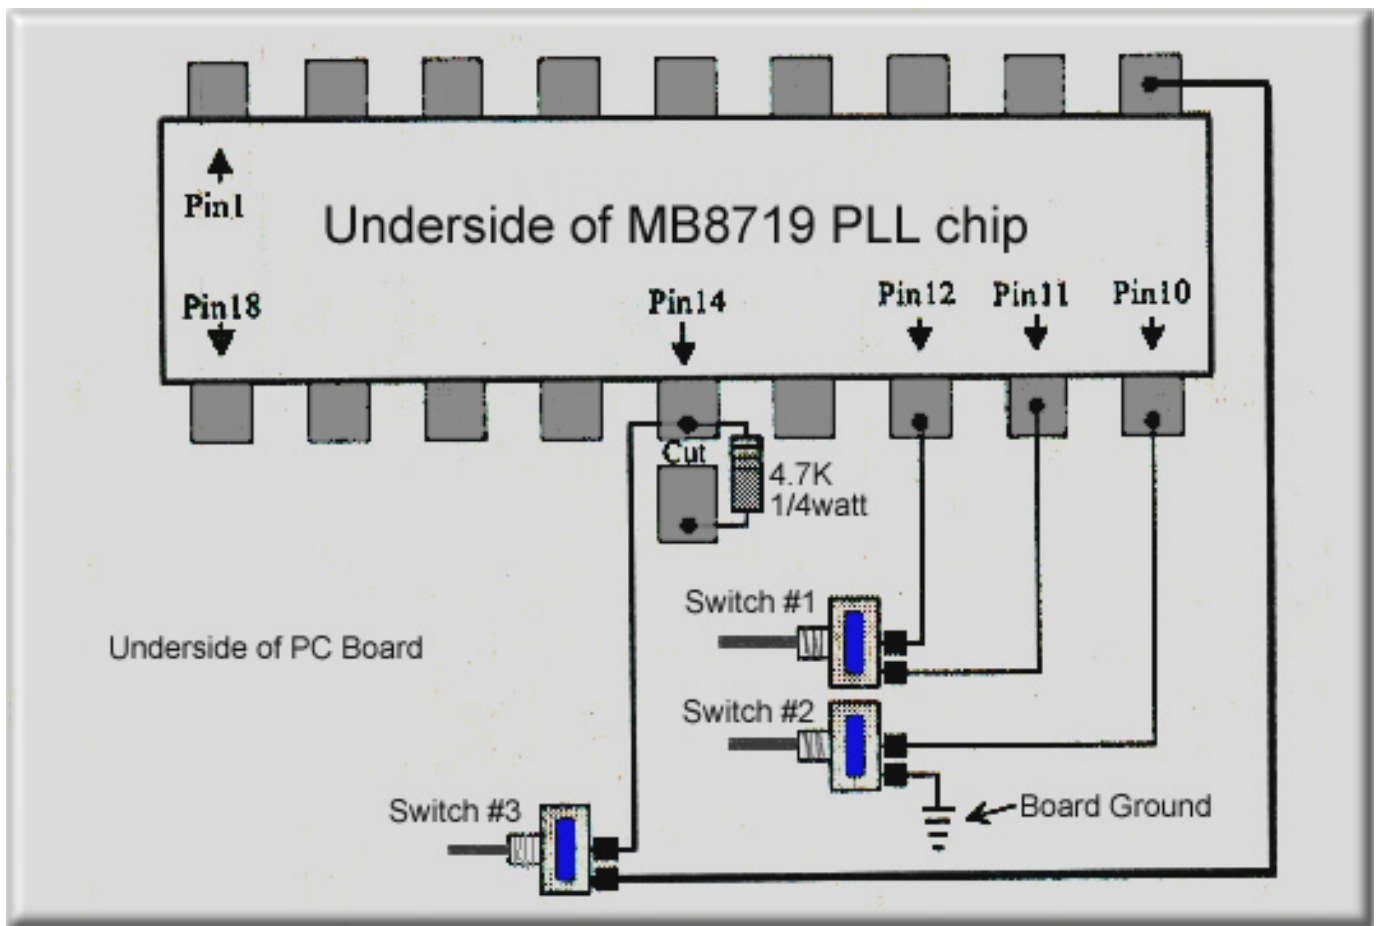 Pin1
Underside of MB8719 PLL chip
Pin18
Pin14
Pin12
Pin11
Pin10
Cut
4.7K
1/4watt
Switch #1
Underside of PC Board
Switch #2
Switch #3
Board Ground